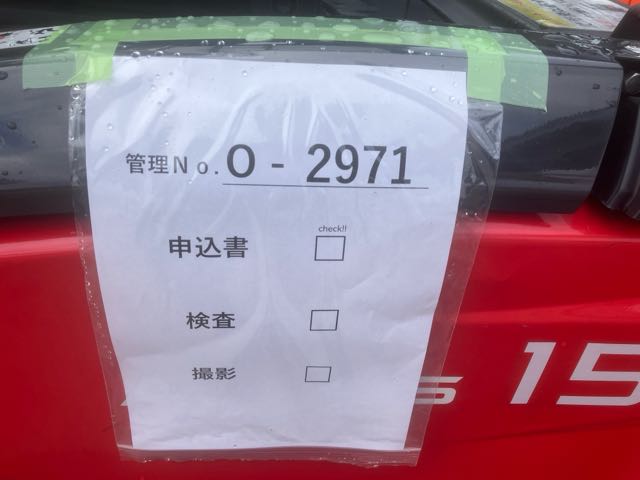 管理No. O - 2971
check!!
申込書 □
検査 □
撮影 □
S 15